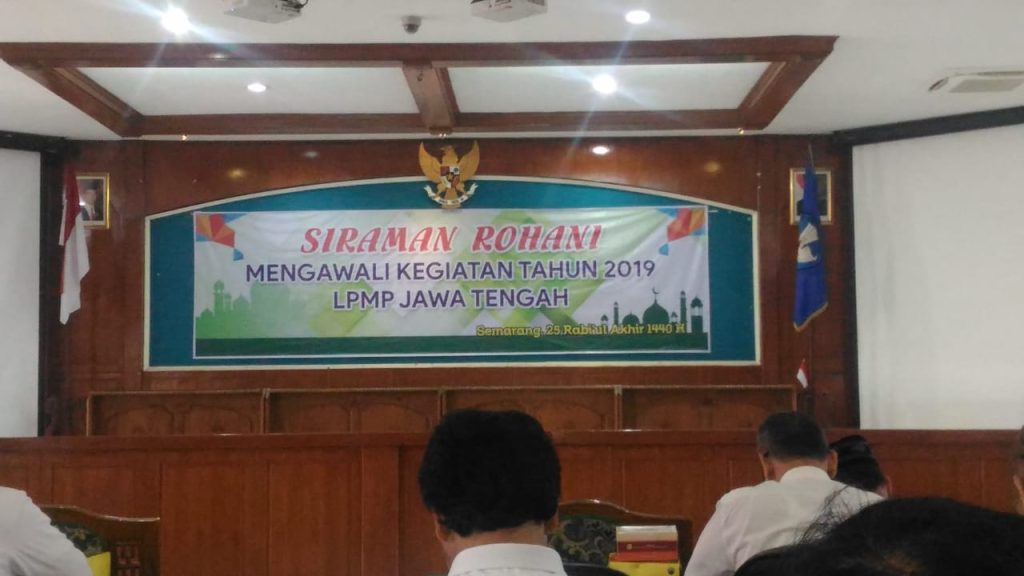 SIRAMAN ROHANI
MENGAWALI KEGIATAN TAHUN 2019
LPMP JAWA TENGAH
Semarang, 25 Rabiul Akhir 1440 H